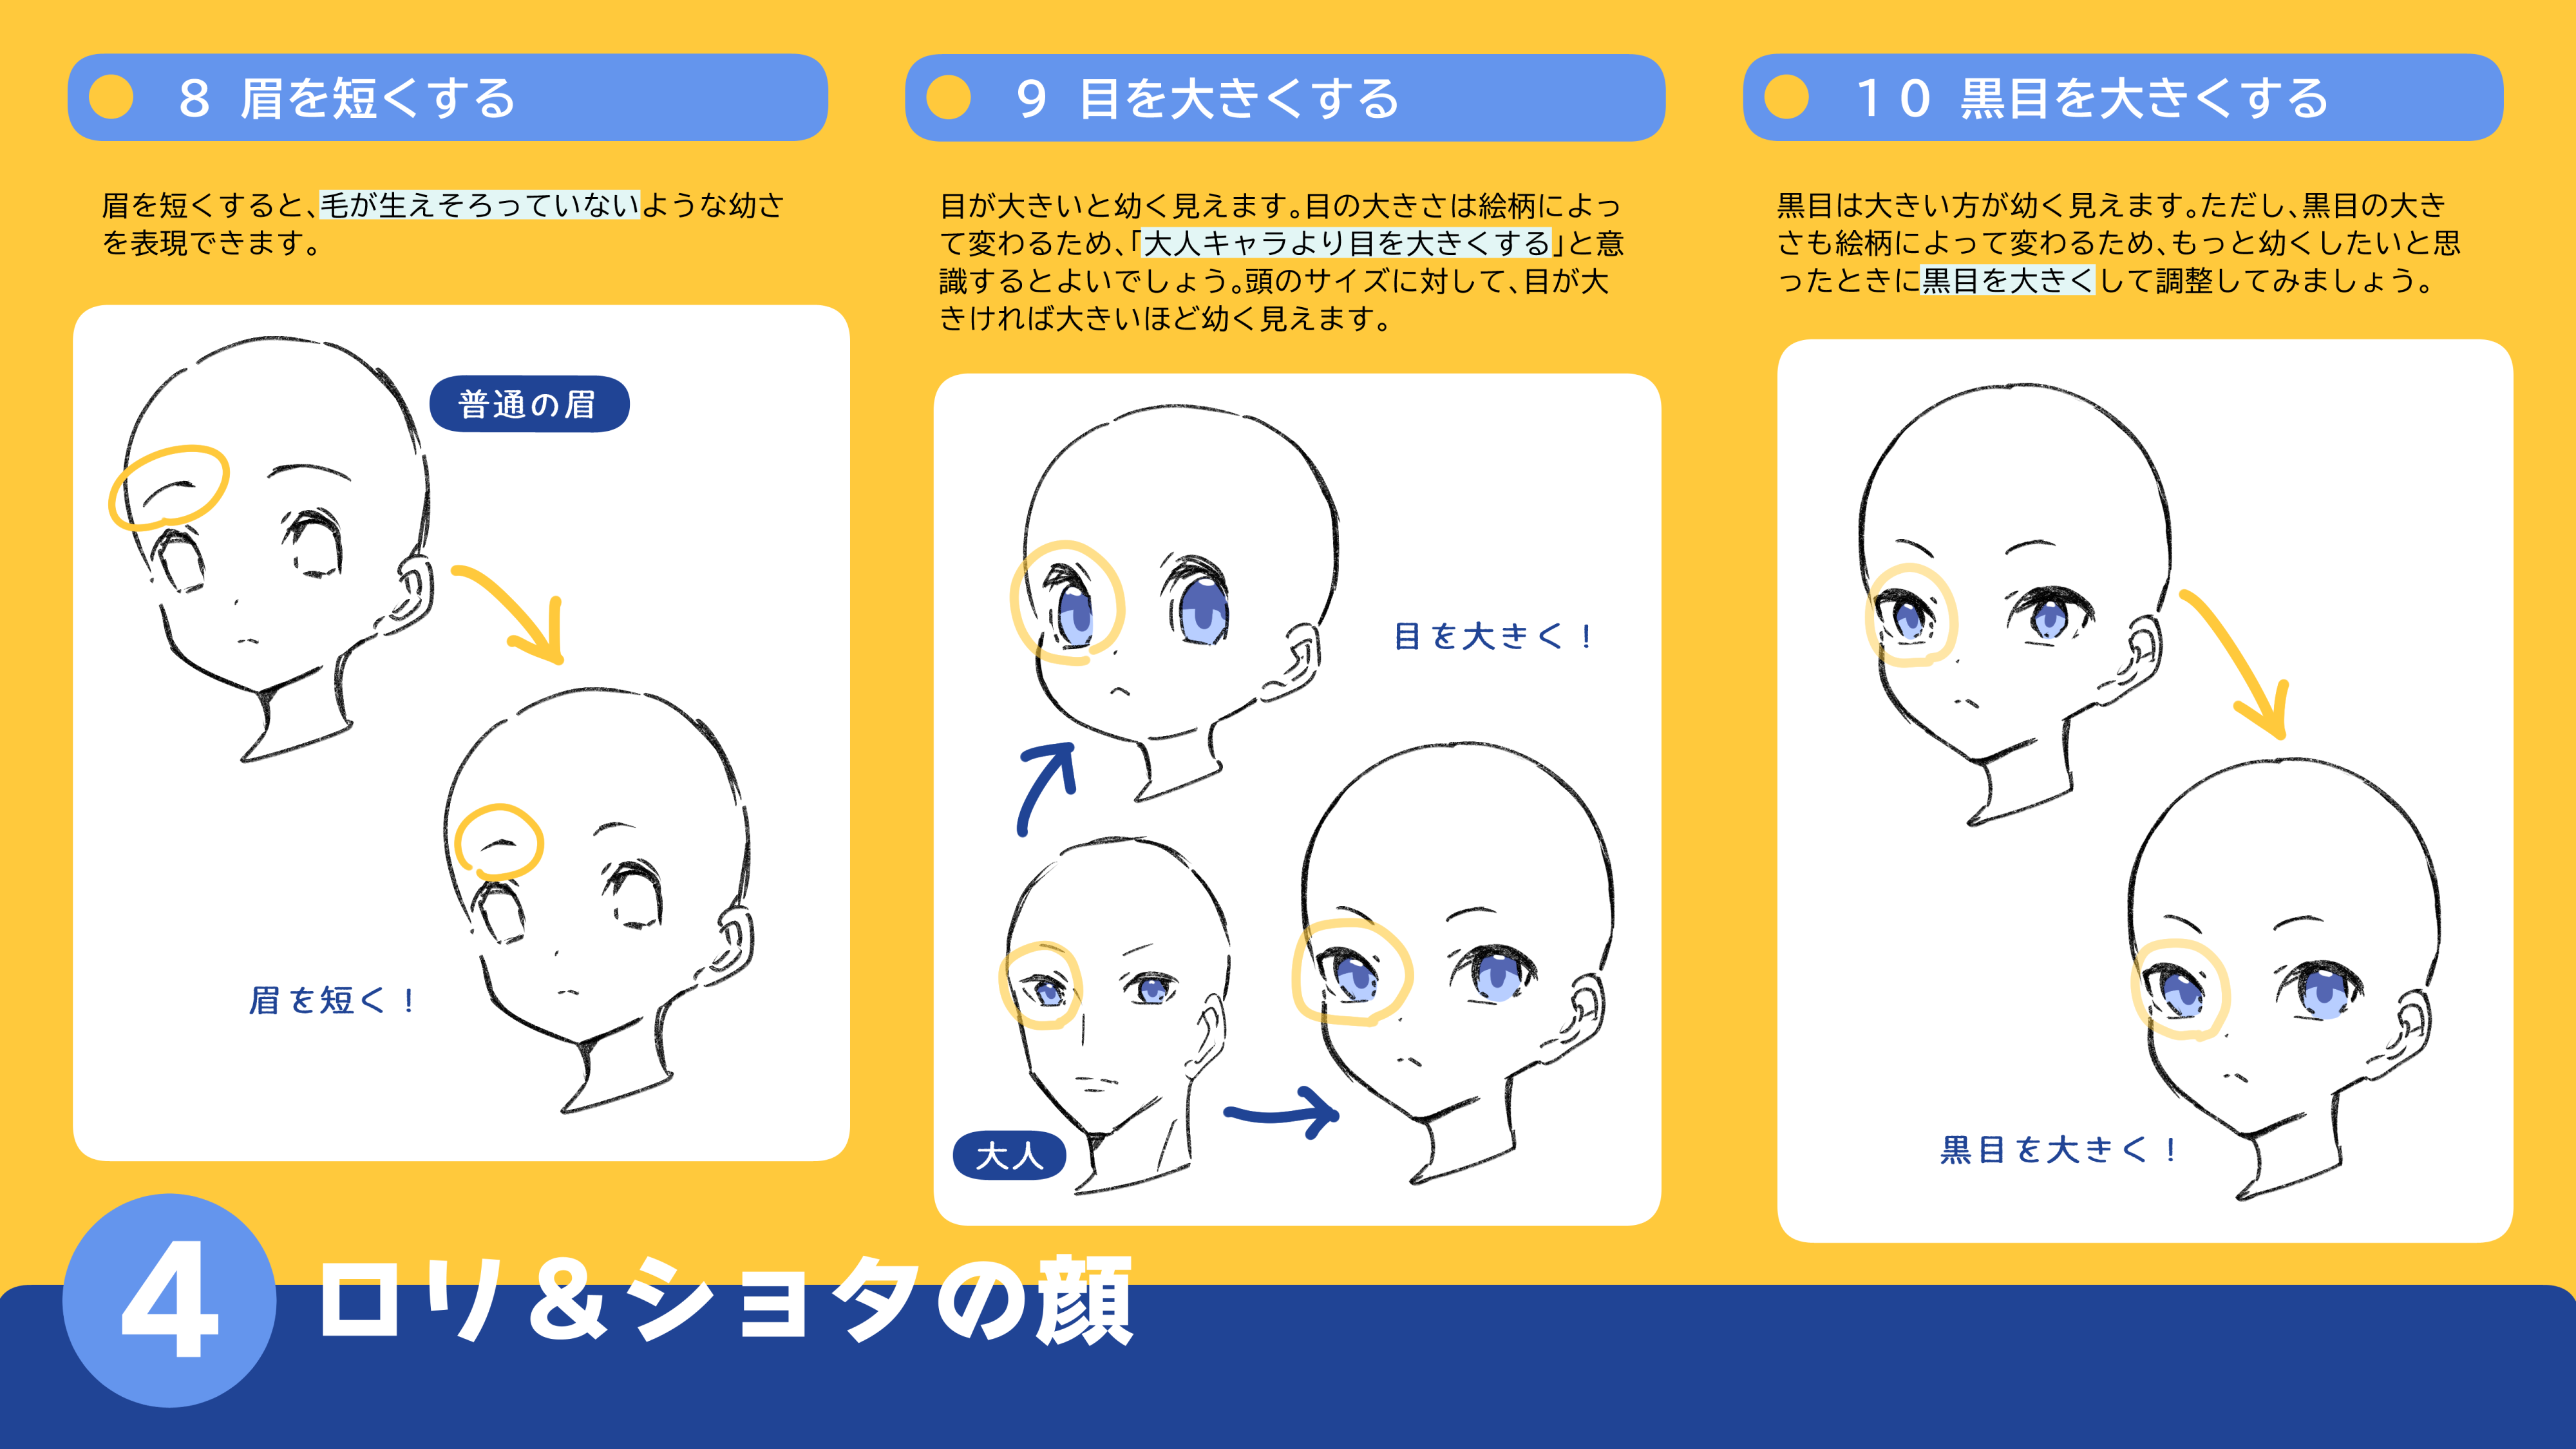 8 眉を短くする
眉を短くすると、毛が生えそろっていないような幼さ
を表現できます。
普通の眉
眉を短く！
9 目を大きくする
目が大きいと幼く見えます。目の大きさは絵柄によっ
て変わるため、「大人キャラより目を大きくする」と意
識するとよいでしょう。頭のサイズに対して、目が大
きければ大きいほど幼く見えます。
目を大きく！
大人
10 黒目を大きくする
黒目は大きい方が幼く見えます。ただし、黒目の大き
さも絵柄によって変わるため、もっと幼くしたいと思
ったときに黒目を大きくして調整してみましょう。
黒目を大きく！
4 ロリ＆ショタの顔